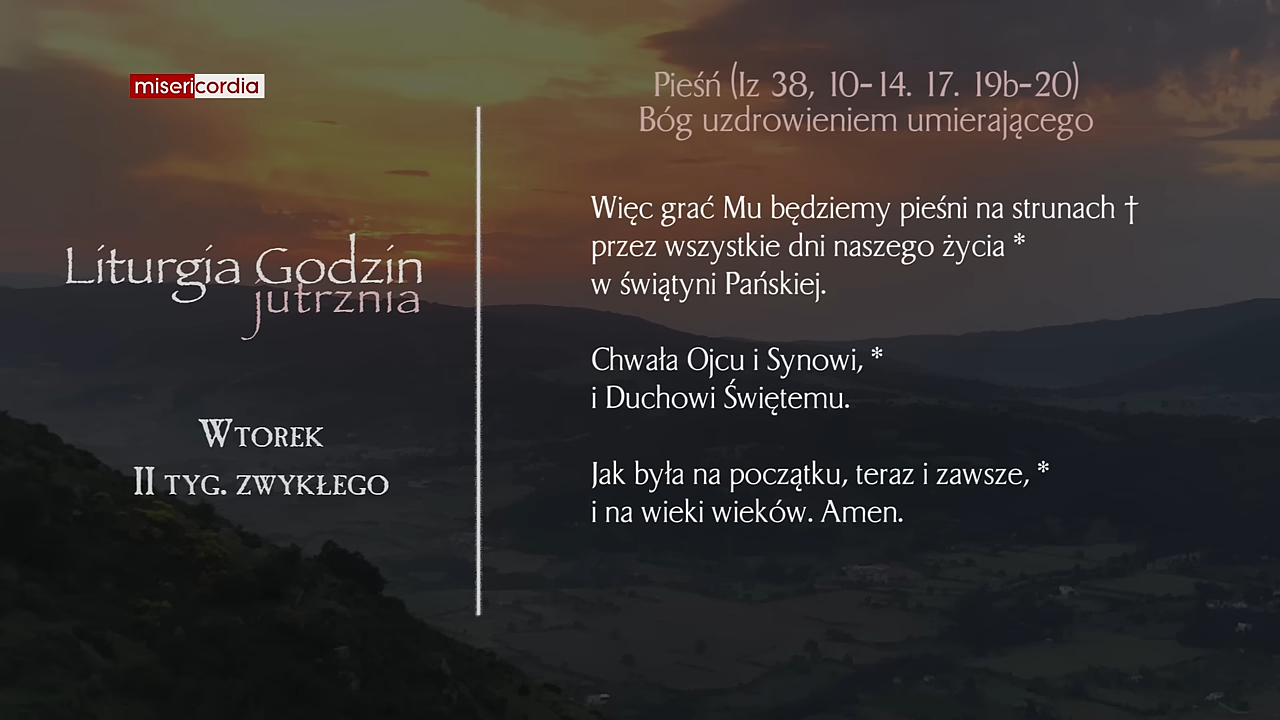 misericordia
Liturgia Godzin
jutrznia
Wtorek
II tyg. zwykłego
Pieśń (Iz 38, 10-14. 17. 19b-20)
Bóg uzdrowieniem umierającego
Więc grać Mu będziemy pieśni na strunach †
przez wszystkie dni naszego życia *
w świątyni Pańskiej.
Chwała Ojcu i Synowi, *
i Duchowi Świętemu.
Jak była na początku, teraz i zawsze, *
i na wieki wieków. Amen.